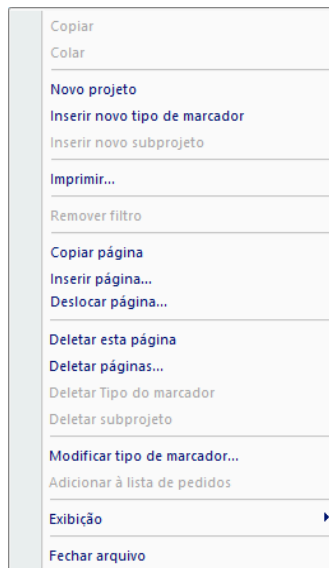 Copiar
Colar
Novo projeto
Inserir novo tipo de marcador
Inserir novo subprojeto
Imprimir...
Remover filtro
Copiar página
Inserir página...
Deslocar página...
Deletar esta página
Deletar páginas...
Deletar Tipo do marcador
Deletar subprojeto
Modificar tipo de marcador...
Adicionar à lista de pedidos
Exibição
Fechar arquivo